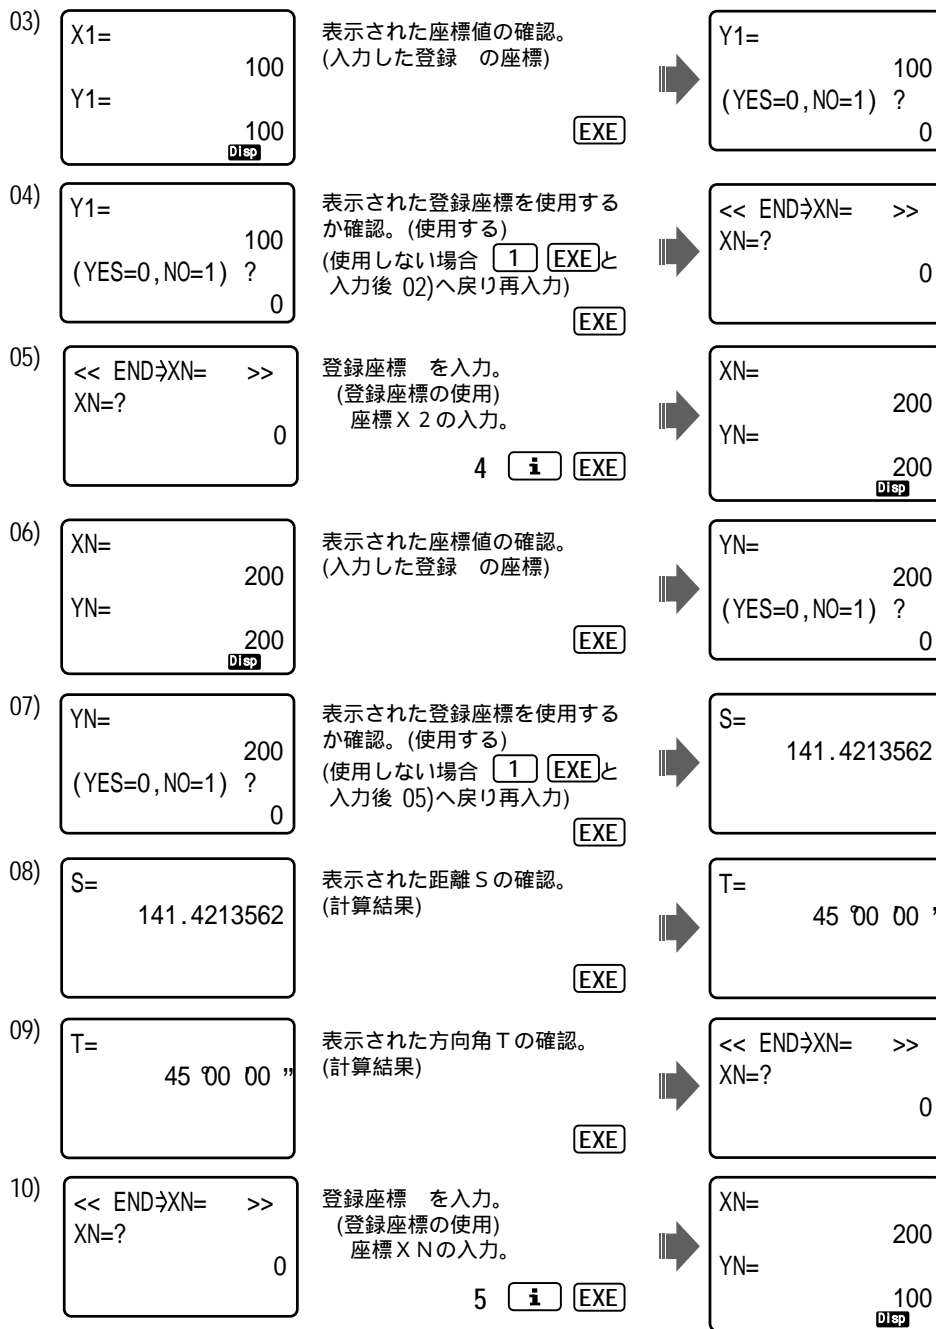 03)
X1=
100
Y1=
100
Disp
表示された座標値の確認。
(入力した登録　の座標)
EXE
Y1=
100
(YES=0,NO=1) ?
0
04)
Y1=
100
(YES=0,NO=1) ?
0
表示された登録座標を使用する
か確認。(使用する)
(使用しない場合 1 EXE と
入力後 02)へ戻り再入力)
EXE
<< END⇒XN= >>
XN=?
0
05)
<< END⇒XN= >>
XN=?
0
登録座標　を入力。
(登録座標の使用)
座標X 2の入力。
4 i EXE
XN=
200
YN=
200
Disp
06)
XN=
200
YN=
200
Disp
表示された座標値の確認。
(入力した登録　の座標)
EXE
YN=
200
(YES=0,NO=1) ?
0
07)
YN=
200
(YES=0,NO=1) ?
0
表示された登録座標を使用する
か確認。(使用する)
(使用しない場合 1 EXE と
入力後 05)へ戻り再入力)
EXE
S=
141.4213562
08)
S=
141.4213562
表示された距離Sの確認。
(計算結果)
EXE
T=
45 °00 ’00 ”
09)
T=
45 °00 ’00 ”
表示された方向角Tの確認。
(計算結果)
EXE
<< END⇒XN= >>
XN=?
0
10)
<< END⇒XN= >>
XN=?
0
登録座標　を入力。
(登録座標の使用)
座標XNの入力。
5 i EXE
XN=
200
YN=
100
Disp